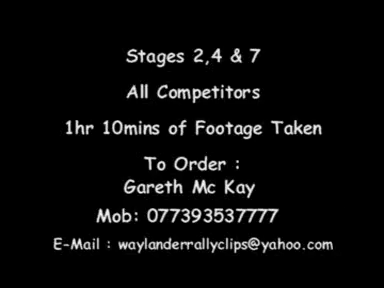 Stages 2,4 & 7
All Competitors
1hr 10mins of Footage Taken
To Order :
Gareth Mc Kay
Mob: 077393537777
E-Mail : waylanderrallyclips@yahoo.com